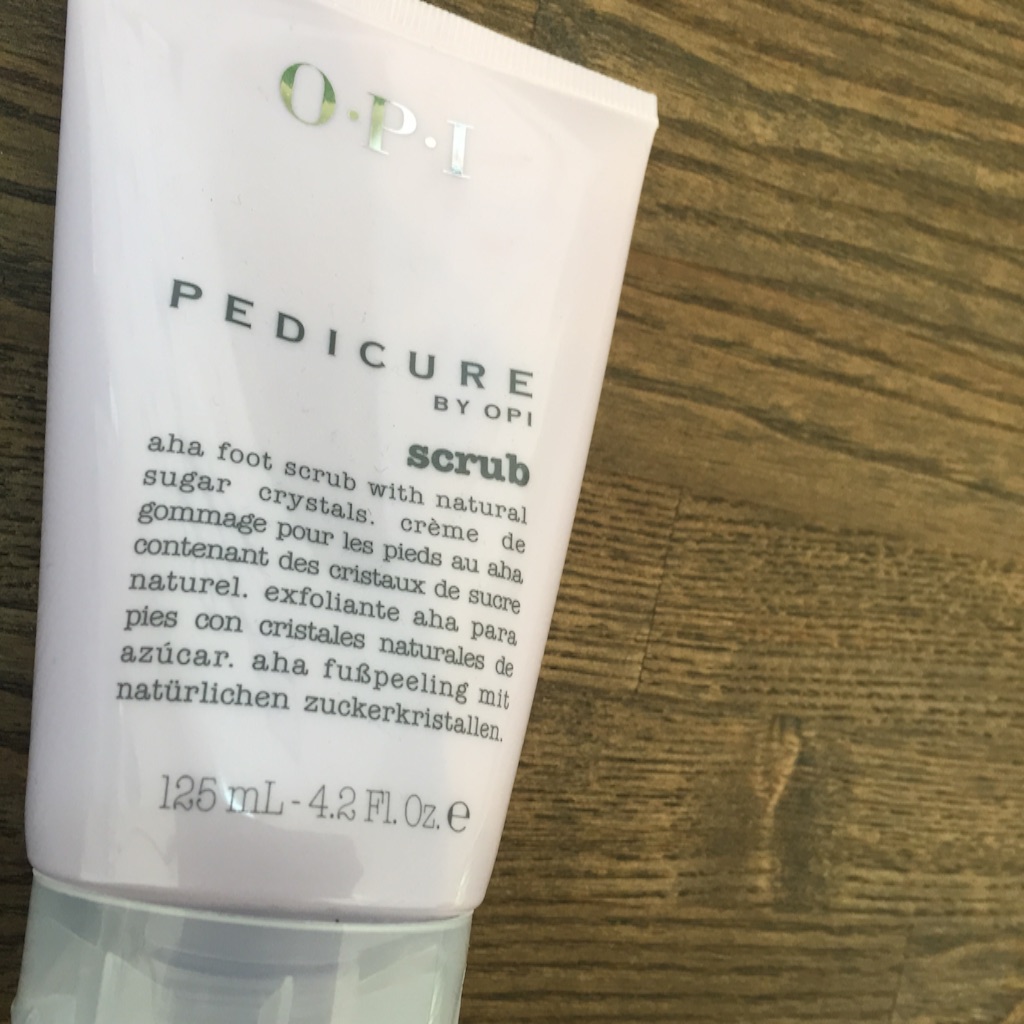 O·P·I
PEDICURE
BY OPI
scrub
aha foot scrub with natural
sugar crystals. crème de
gommage pour les pieds au aha
contenant des cristaux de sucre
naturel. exfoliante aha para
pies con cristales naturales de
azúcar. aha fußpeeling mit
natürlichen zuckerkristallen.
125 mL - 4.2 Fl. Oz. e